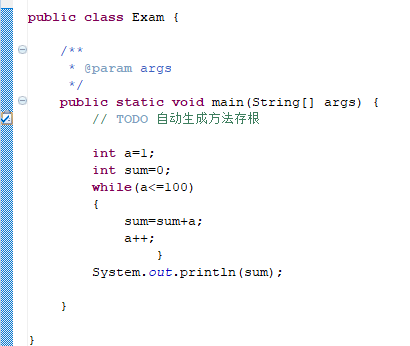 public class Exam {
/**
* @param args
*/
public static void main(String[] args) {
// TODO 自动生成方法存根
int a=1;
int sum=0;
while(a<=100)
{
sum=sum+a;
a++;
}
System.out.println(sum);
}
}